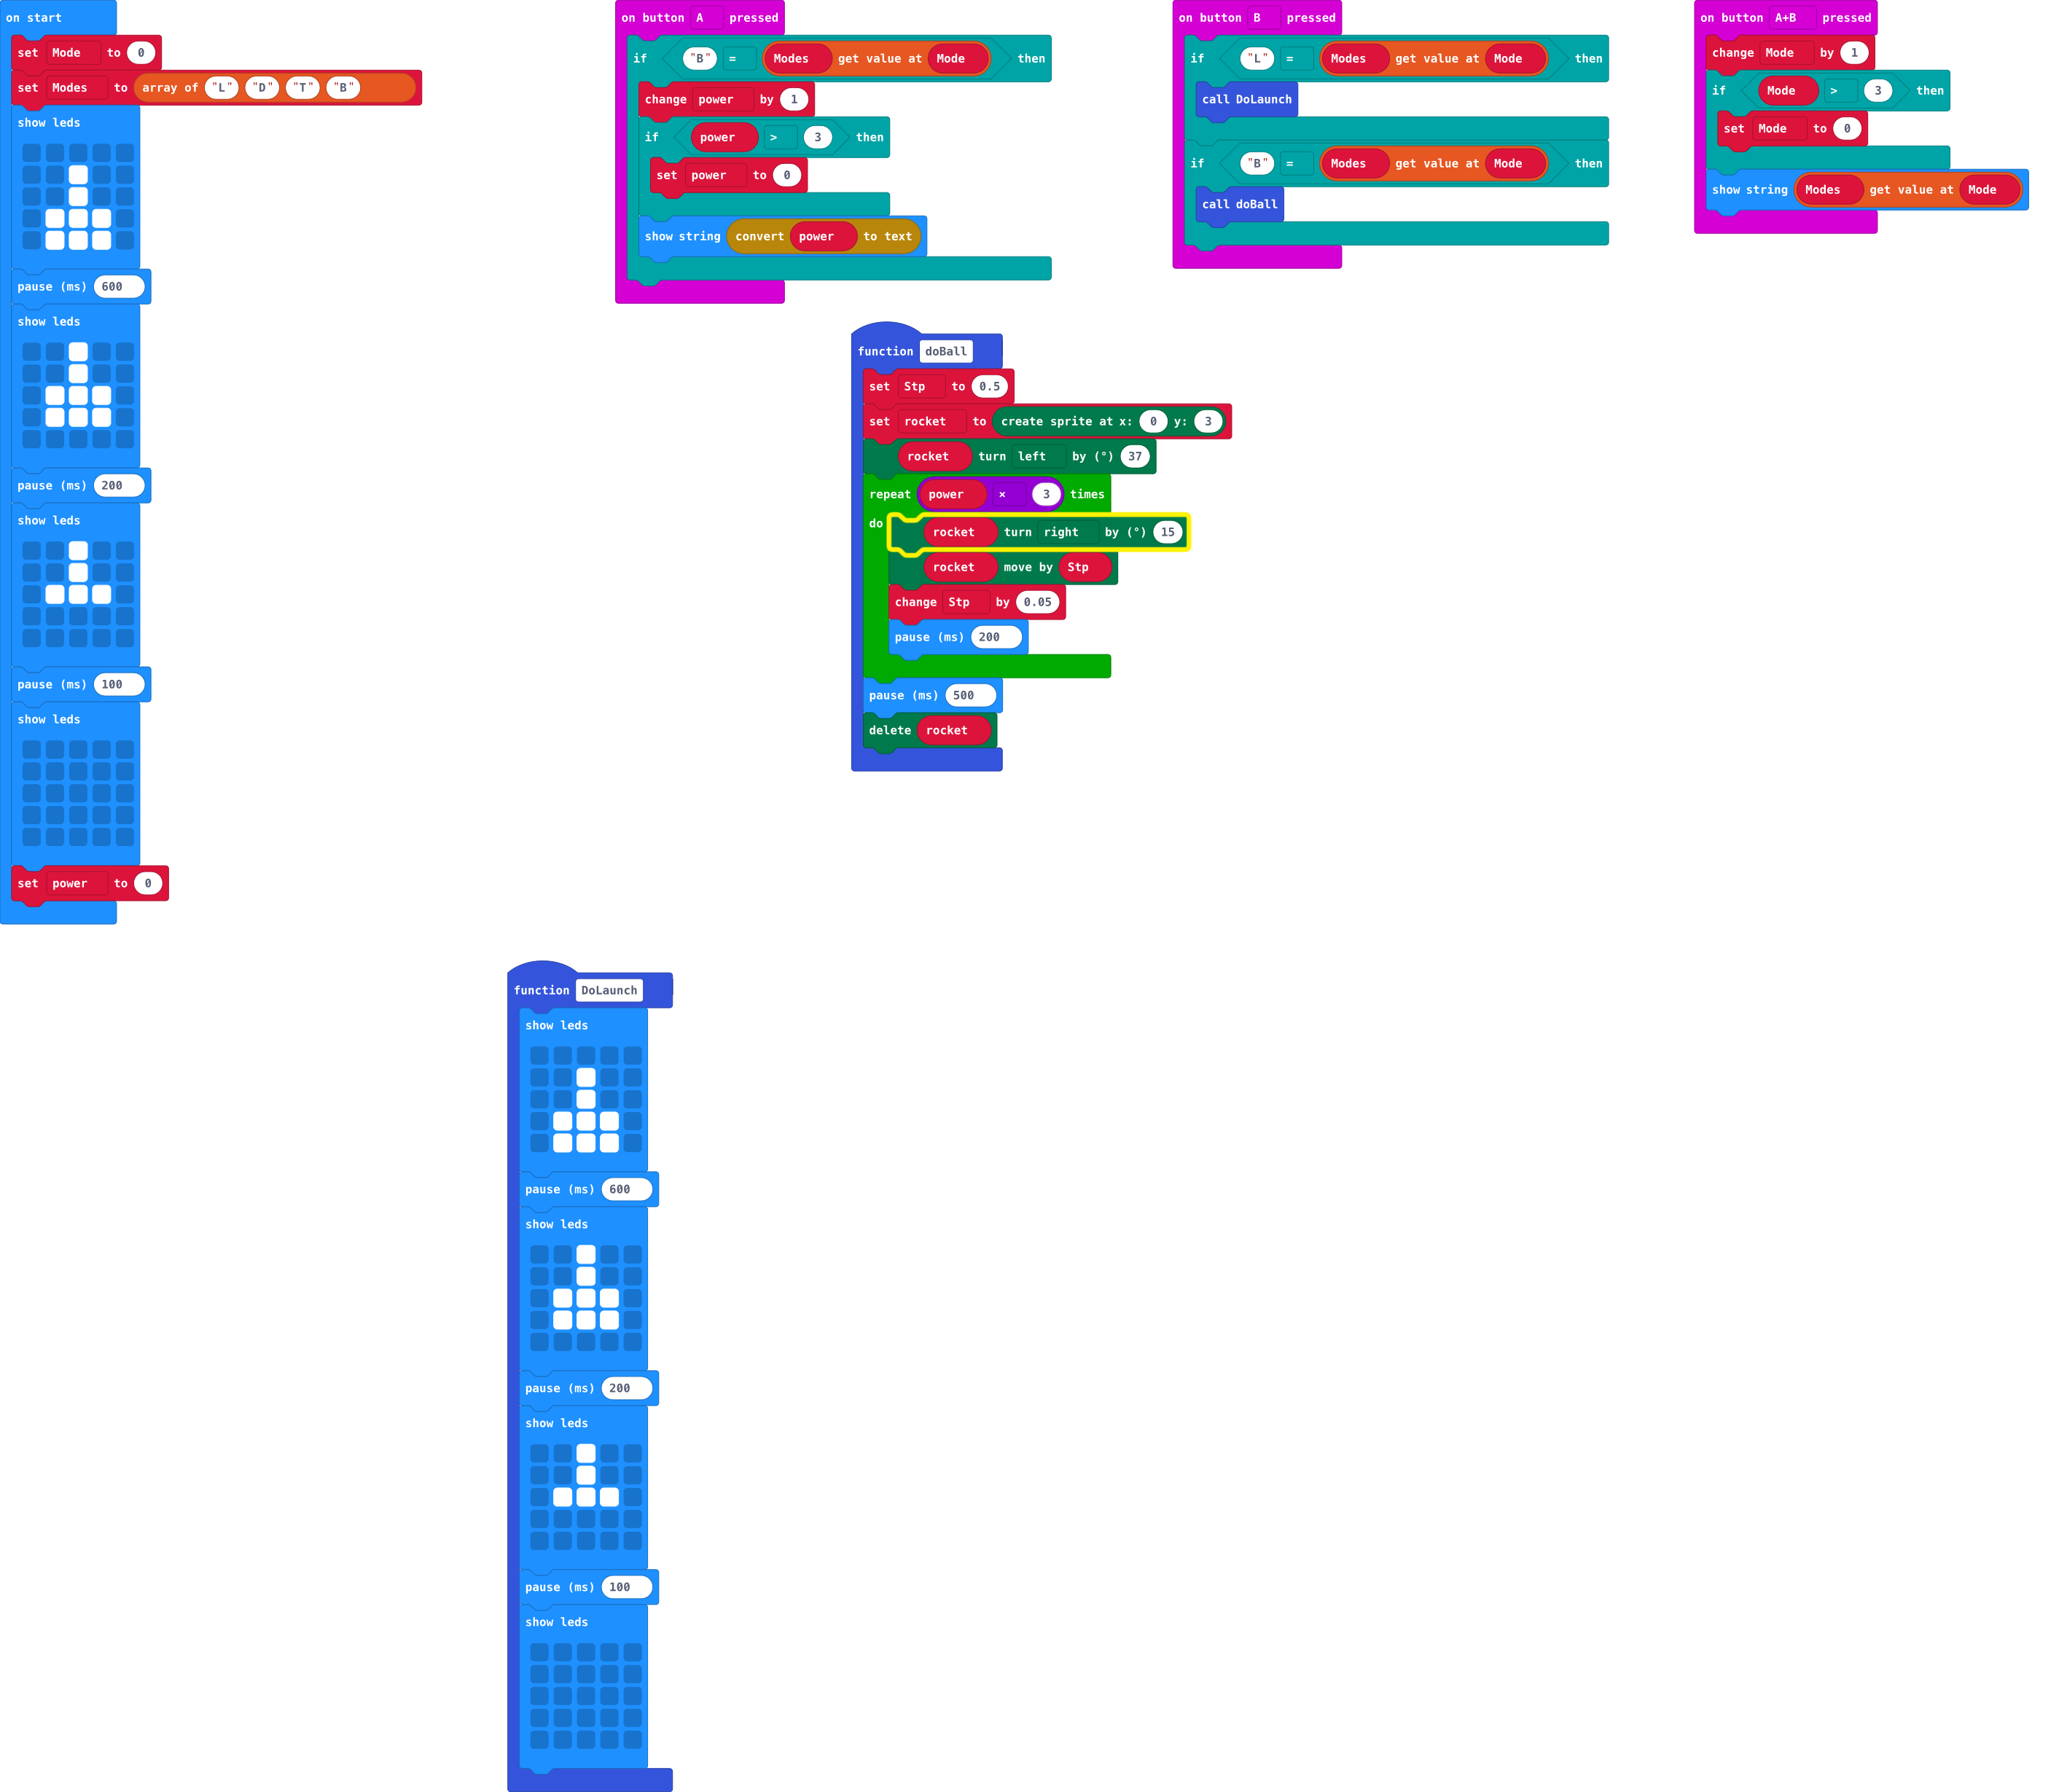 on start
set Mode to 0
set Modes to array of "L" "D" "T" "B"
show leds
pause (ms) 600
show leds
pause (ms) 200
show leds
pause (ms) 100
show leds
set power to 0
on button A pressed
if "B" = Modes get value at Mode then
change power by 1
if power > 3 then
set power to 0
show string convert power to text
on button B pressed
if "L" = Modes get value at Mode then
call DoLaunch
if "B" = Modes get value at Mode then
call doBall
on button A+B pressed
change Mode by 1
if Mode > 3 then
set Mode to 0
show string Modes get value at Mode
function doBall
set Stp to 0.5
set rocket to create sprite at x: 0 y: 3
rocket turn left by (°) 37
repeat power × 3 times
do rocket turn right by (°) 15
rocket move by Stp
change Stp by 0.05
pause (ms) 200
pause (ms) 500
delete rocket
function DoLaunch
show leds
pause (ms) 600
show leds
pause (ms) 200
show leds
pause (ms) 100
show leds